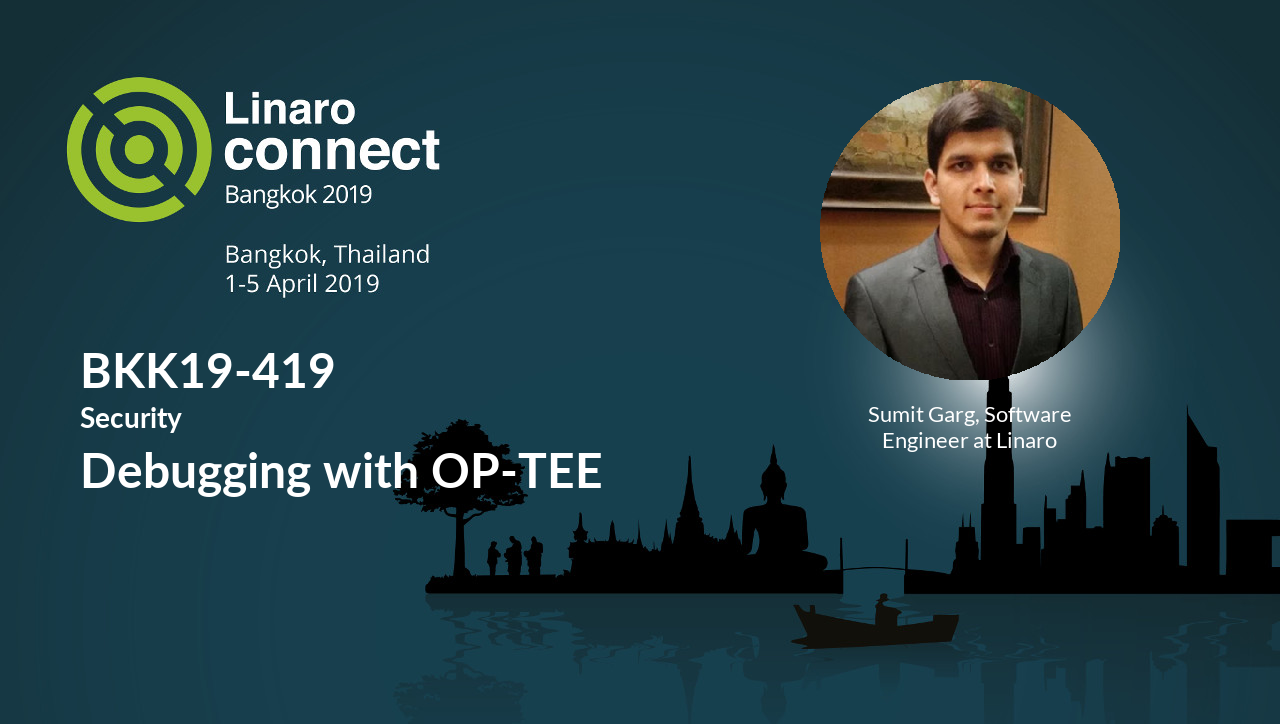 Linaro
connect
Bangkok 2019
Bangkok, Thailand
1-5 April 2019
BKK19-419
Security
Debugging with OP-TEE
Sumit Garg, Software
Engineer at Linaro